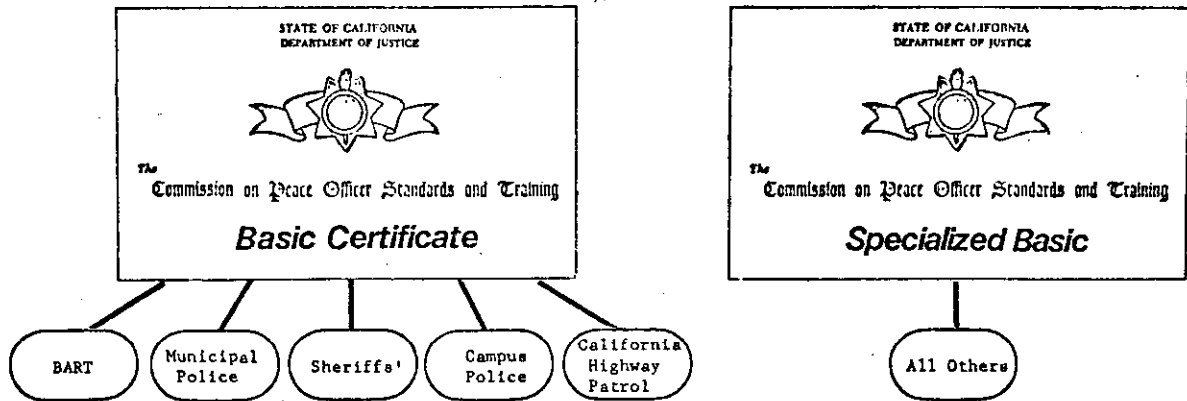 STATE OF CALIFORNIA
DEPARTMENT OF JUSTICE
The
Commission on Peace Officer Standards and Training
Basic Certificate
BART
Municipal
Police
Sheriffs'
Campus
Police
California
Highway
Patrol
STATE OF CALIFORNIA
DEPARTMENT OF JUSTICE
The
Commission on Peace Officer Standards and Training
Specialized Basic
All Others